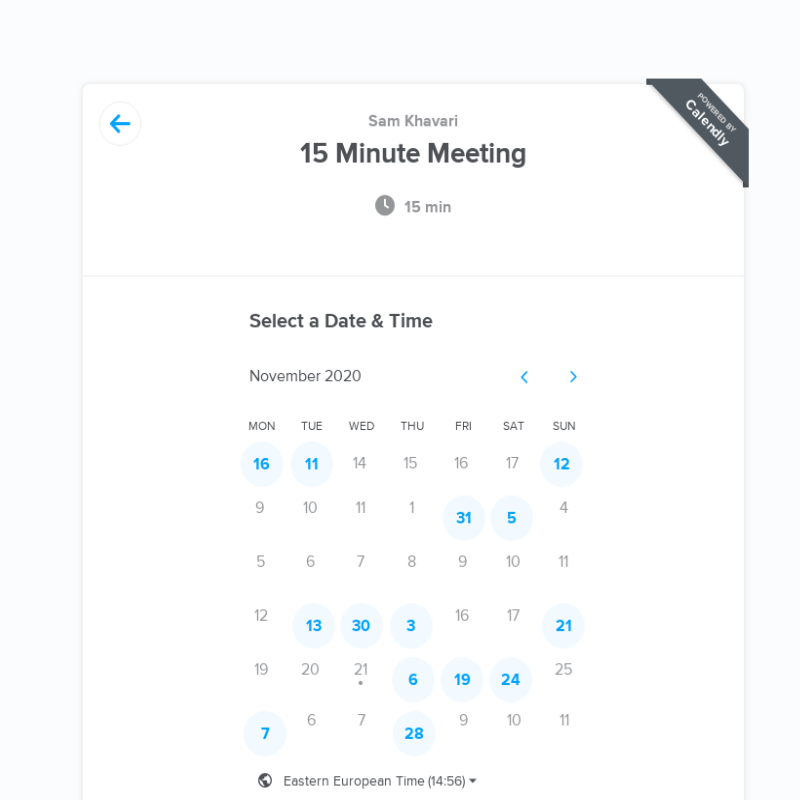 POWERED BY
Calendly
Sam Khavari
15 Minute Meeting
15 min
Select a Date & Time
November 2020
MON TUE WED THU FRI SAT SUN
16 11 14 15 16 17 12
9 10 11 1 31 5 4
5 6 7 8 9 10 11
12 13 30 3 16 17 21
19 20 21 6 19 24 25
7 6 7 28 9 10 11
Eastern European Time (14:56)